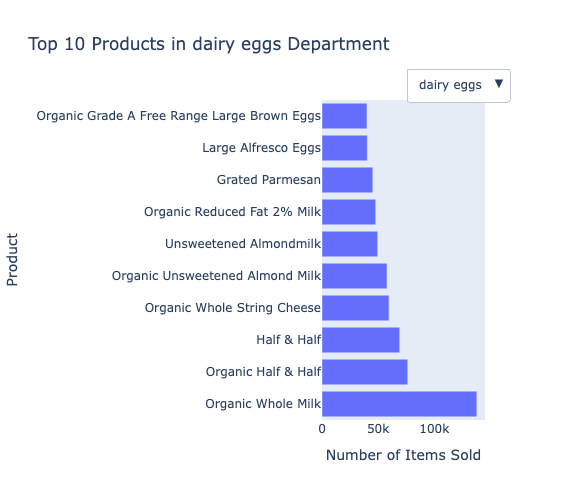 Top 10 Products in dairy eggs Department
dairy eggs ▼
Product
Organic Grade A Free Range Large Brown Eggs
Large Alfresco Eggs
Grated Parmesan
Organic Reduced Fat 2% Milk
Unsweetened Almondmilk
Organic Unsweetened Almond Milk
Organic Whole String Cheese
Half & Half
Organic Half & Half
Organic Whole Milk
0 50k 100k
Number of Items Sold